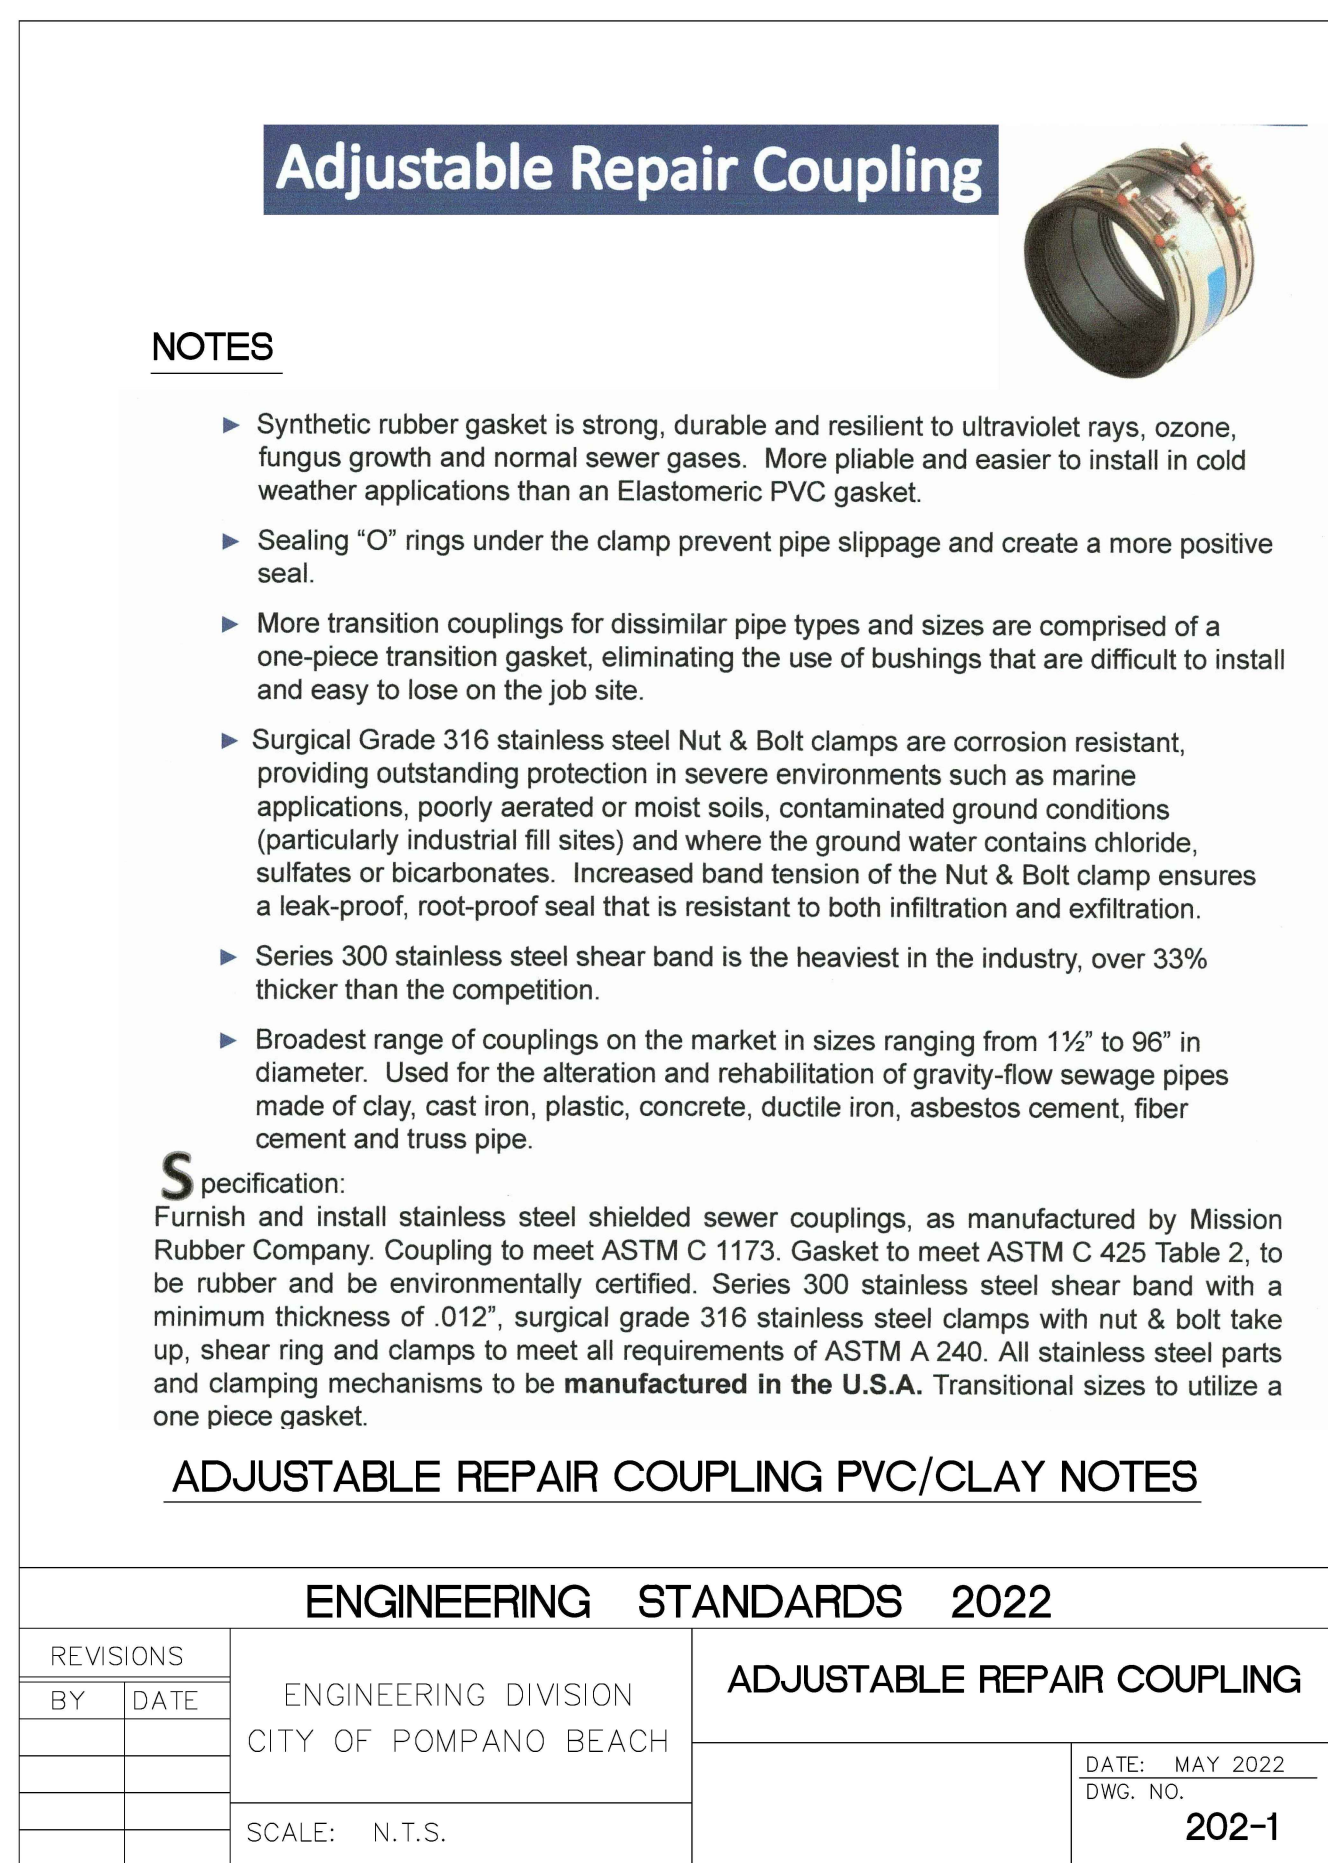 Adjustable Repair Coupling
NOTES
► Synthetic rubber gasket is strong, durable and resilient to ultraviolet rays, ozone,
fungus growth and normal sewer gases. More pliable and easier to install in cold
weather applications than an Elastomeric PVC gasket.
► Sealing “O” rings under the clamp prevent pipe slippage and create a more positive
seal.
► More transition couplings for dissimilar pipe types and sizes are comprised of a
one-piece transition gasket, eliminating the use of bushings that are difficult to install
and easy to lose on the job site.
► Surgical Grade 316 stainless steel Nut & Bolt clamps are corrosion resistant,
providing outstanding protection in severe environments such as marine
applications, poorly aerated or moist soils, contaminated ground conditions
(particularly industrial fill sites) and where the ground water contains chloride,
sulfates or bicarbonates. Increased band tension of the Nut & Bolt clamp ensures
a leak-proof, root-proof seal that is resistant to both infiltration and exfiltration.
► Series 300 stainless steel shear band is the heaviest in the industry, over 33%
thicker than the competition.
► Broadest range of couplings on the market in sizes ranging from 1½” to 96” in
diameter. Used for the alteration and rehabilitation of gravity-flow sewage pipes
made of clay, cast iron, plastic, concrete, ductile iron, asbestos cement, fiber
cement and truss pipe.
Specification:
Furnish and install stainless steel shielded sewer couplings, as manufactured by Mission
Rubber Company. Coupling to meet ASTM C 1173. Gasket to meet ASTM C 425 Table 2, to
be rubber and be environmentally certified. Series 300 stainless steel shear band with a
minimum thickness of .012”, surgical grade 316 stainless steel clamps with nut & bolt take
up, shear ring and clamps to meet all requirements of ASTM A 240. All stainless steel parts
and clamping mechanisms to be manufactured in the U.S.A. Transitional sizes to utilize a
one piece gasket.
ADJUSTABLE REPAIR COUPLING PVC/CLAY NOTES
ENGINEERING STANDARDS 2022
REVISIONS
BY DATE
ENGINEERING DIVISION
CITY OF POMPANO BEACH
SCALE: N.T.S.
ADJUSTABLE REPAIR COUPLING
DATE: MAY 2022
DWG. NO.
202-1